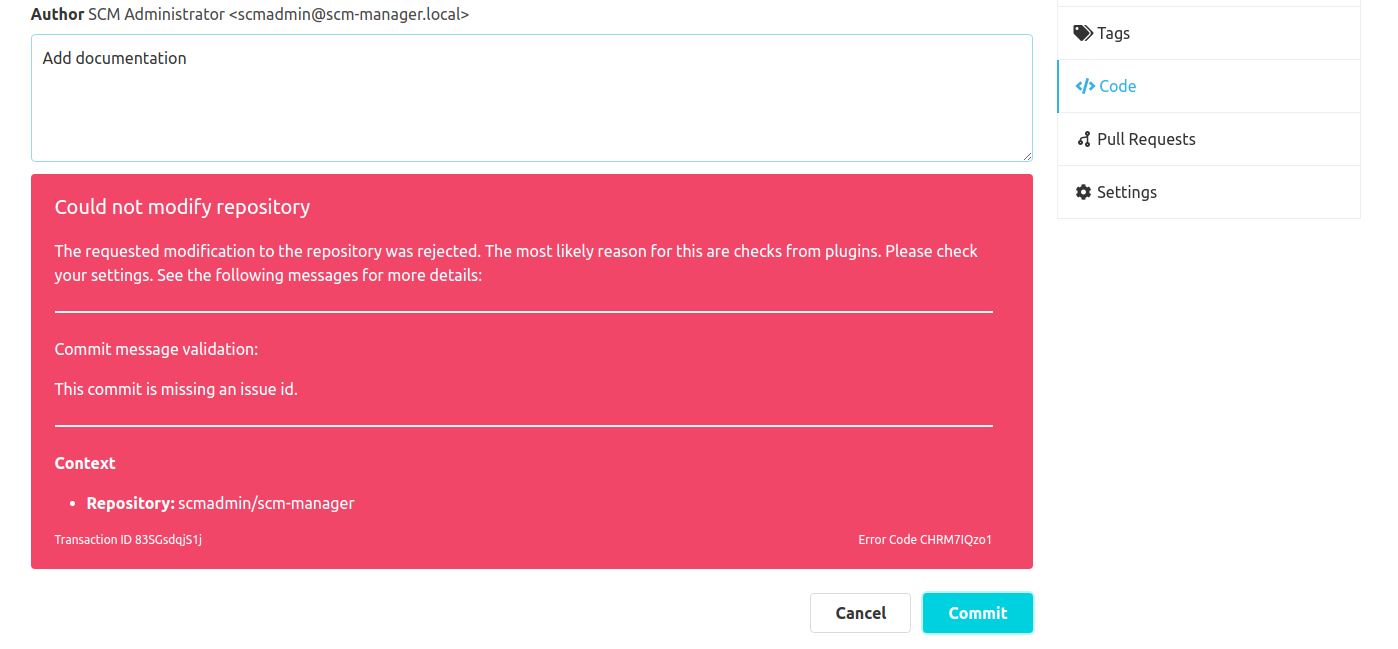 Author SCM Administrator <scmadmin@scm-manager.local>
Add documentation
Could not modify repository
The requested modification to the repository was rejected. The most likely reason for this are checks from plugins. Please check
your settings. See the following messages for more details:
Commit message validation:
This commit is missing an issue id.
Context
• Repository: scmadmin/scm-manager
Transaction ID 83SGsdqjS1j
Error Code CHRM7IQzo1
Cancel
Commit
Tags
Code
Pull Requests
Settings